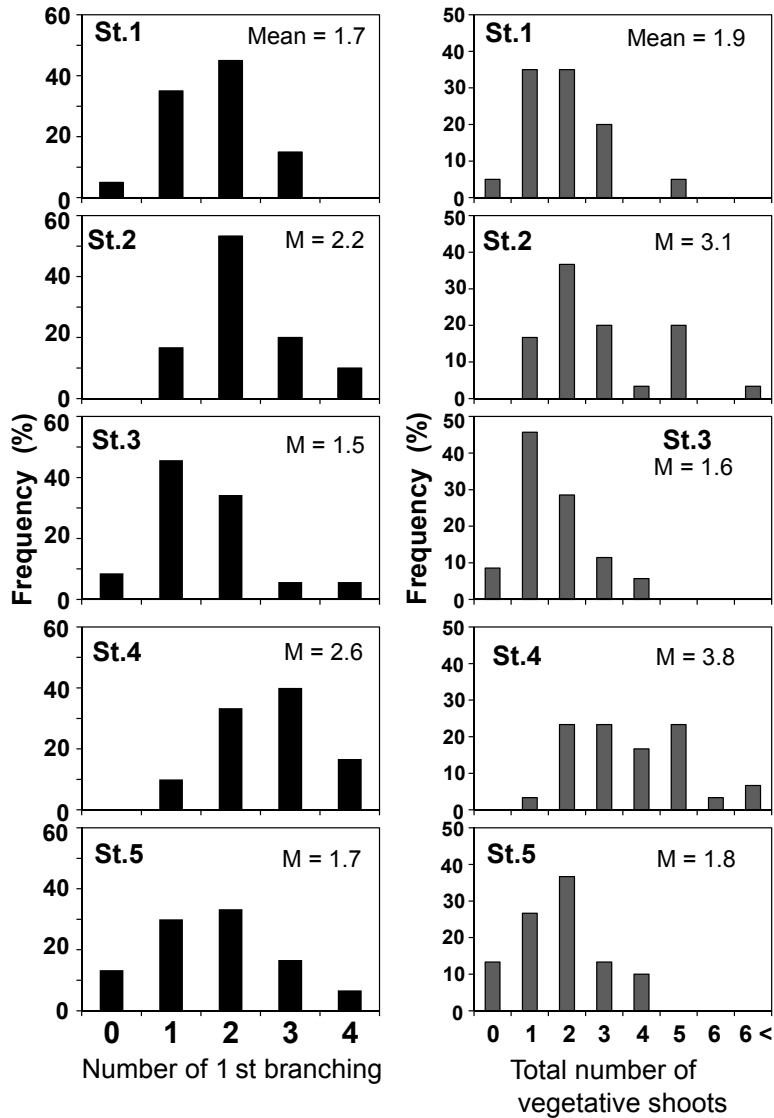 60
40
20
0
St.1
Mean = 1.7
60
40
20
0
St.2
M = 2.2
60
40
20
0
St.3
M = 1.5
60
40
20
0
St.4
M = 2.6
60
40
20
0
St.5
M = 1.7
0 1 2 3 4
Number of 1 st branching
Frequency (%)
50
40
30
20
10
0
St.1
Mean = 1.9
50
40
30
20
10
0
St.2
M = 3.1
50
40
30
20
10
0
St.3
M = 1.6
50
40
30
20
10
0
St.4
M = 3.8
50
40
30
20
10
0
St.5
M = 1.8
0 1 2 3 4 5 6 6 <
Total number of
vegetative shoots
Frequency (%)